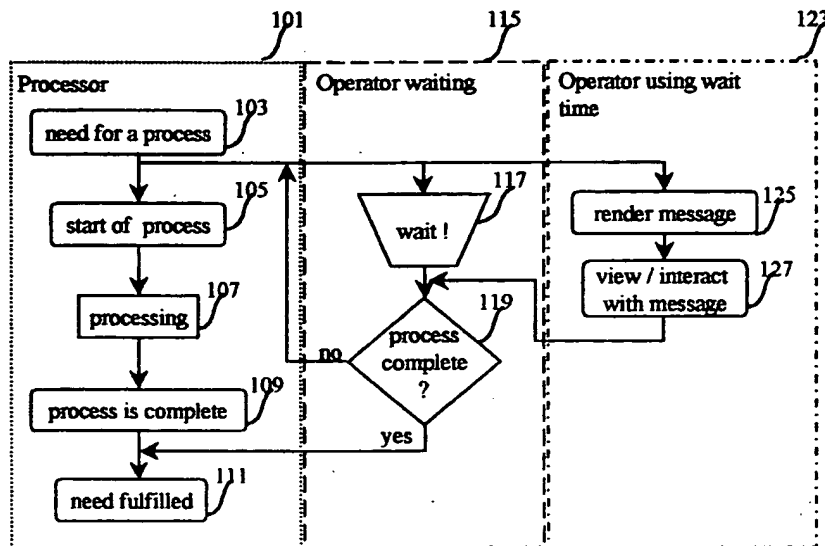 101
115
123
Processor
Operator waiting
Operator using wait
time
103
need for a process
105
start of process
117
wait !
125
render message
127
view / interact
with message
107
processing
119
process
complete
?
no
yes
109
process is complete
111
need fulfilled